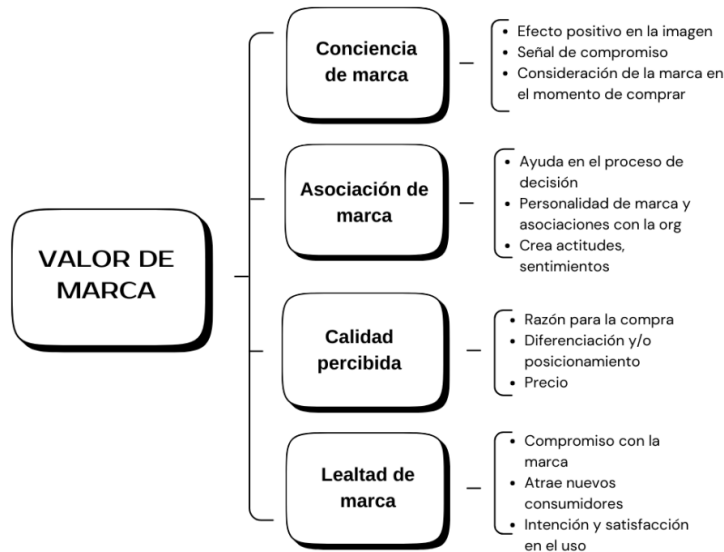 VALOR DE
MARCA
Conciencia
de marca
• Efecto positivo en la imagen
• Señal de compromiso
• Consideración de la marca en
el momento de comprar
Asociación de
marca
• Ayuda en el proceso de
decisión
• Personalidad de marca y
asociaciones con la org
• Crea actitudes,
sentimientos
Calidad
percibida
• Razón para la compra
• Diferenciación y/o
posicionamiento
• Precio
Lealtad de
marca
• Compromiso con la
marca
• Atrae nuevos
consumidores
• Intención y satisfacción
en el uso